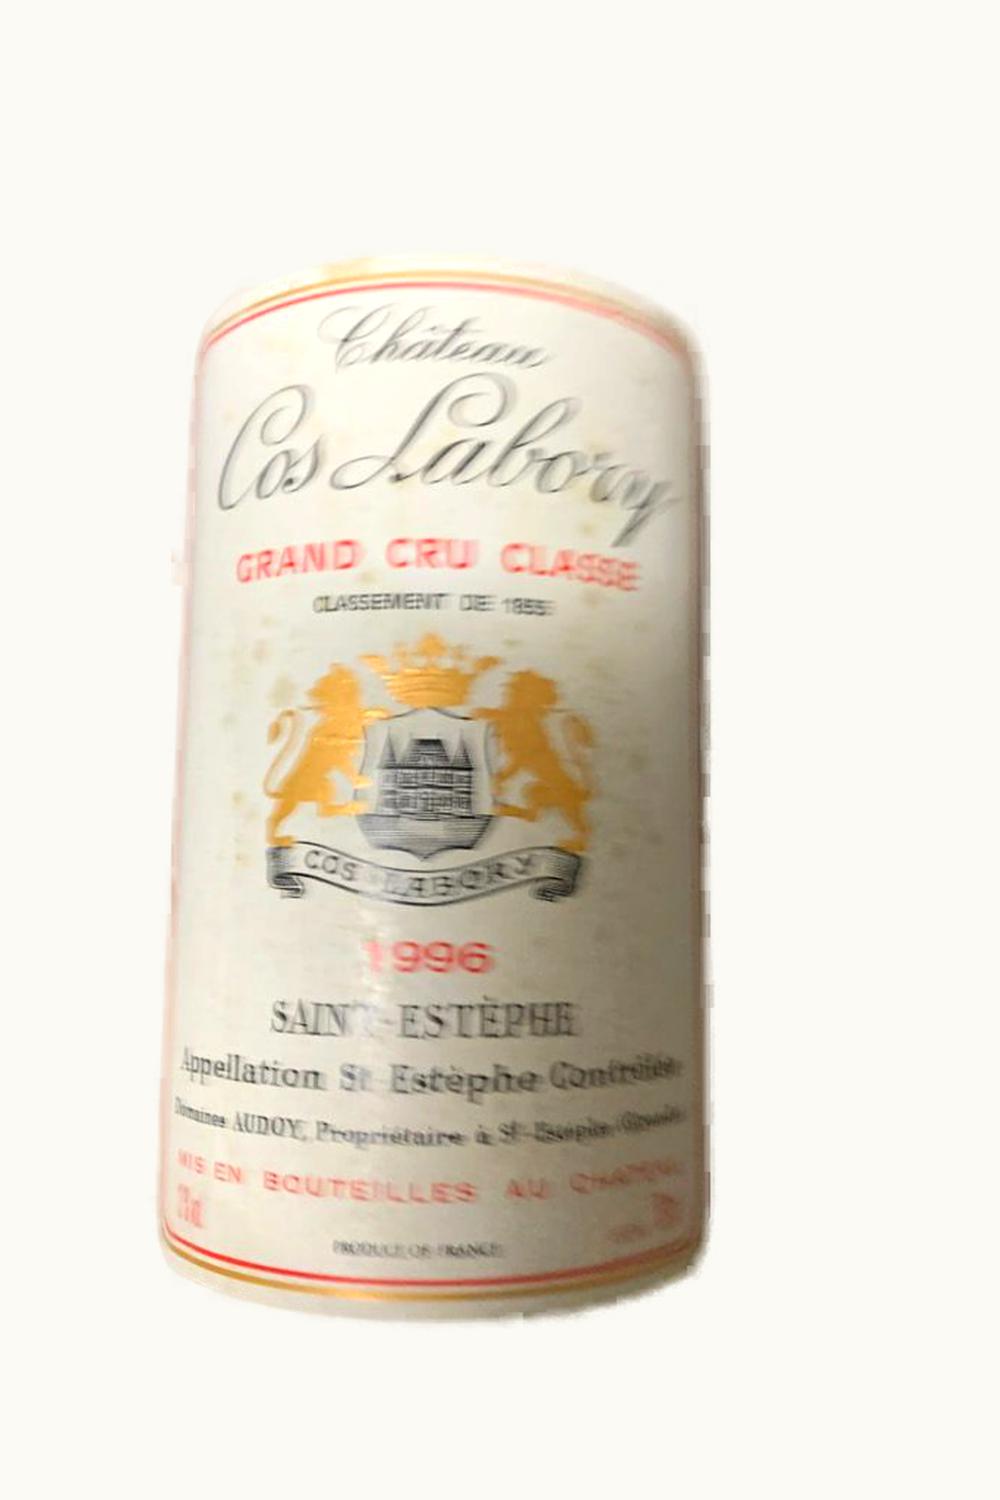 Château
Cos Labory
GRAND CRU CLASSÉ
CLASSEMENT DE 1855
COS LABORY
1996
SAINT-ESTÈPHE
Appellation St Estèphe Contrôlée
Domaines AUDOY, Propriétaire à St-Estèphe (Gironde)
MIS EN BOUTEILLES AU CHATEAU
PRODUCE OF FRANCE